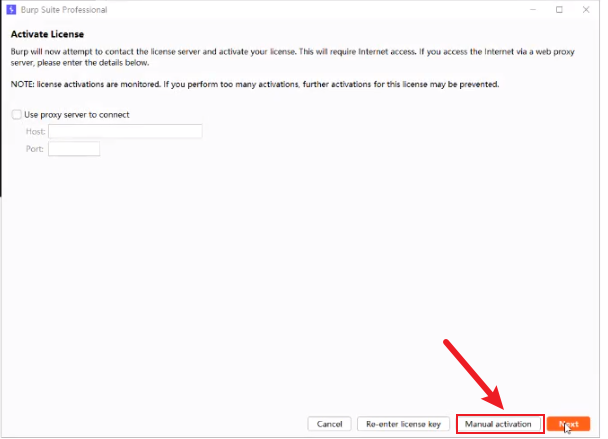 Burp Suite Professional
Activate License
Burp will now attempt to contact the license server and activate your license. This will require Internet access. If you access the Internet via a web proxy
server, please enter the details below.
NOTE: license activations are monitored. If you perform too many activations, further activations for this license may be prevented.
Use proxy server to connect
Host:
Port:
Cancel Re-enter license key Manual activation Next